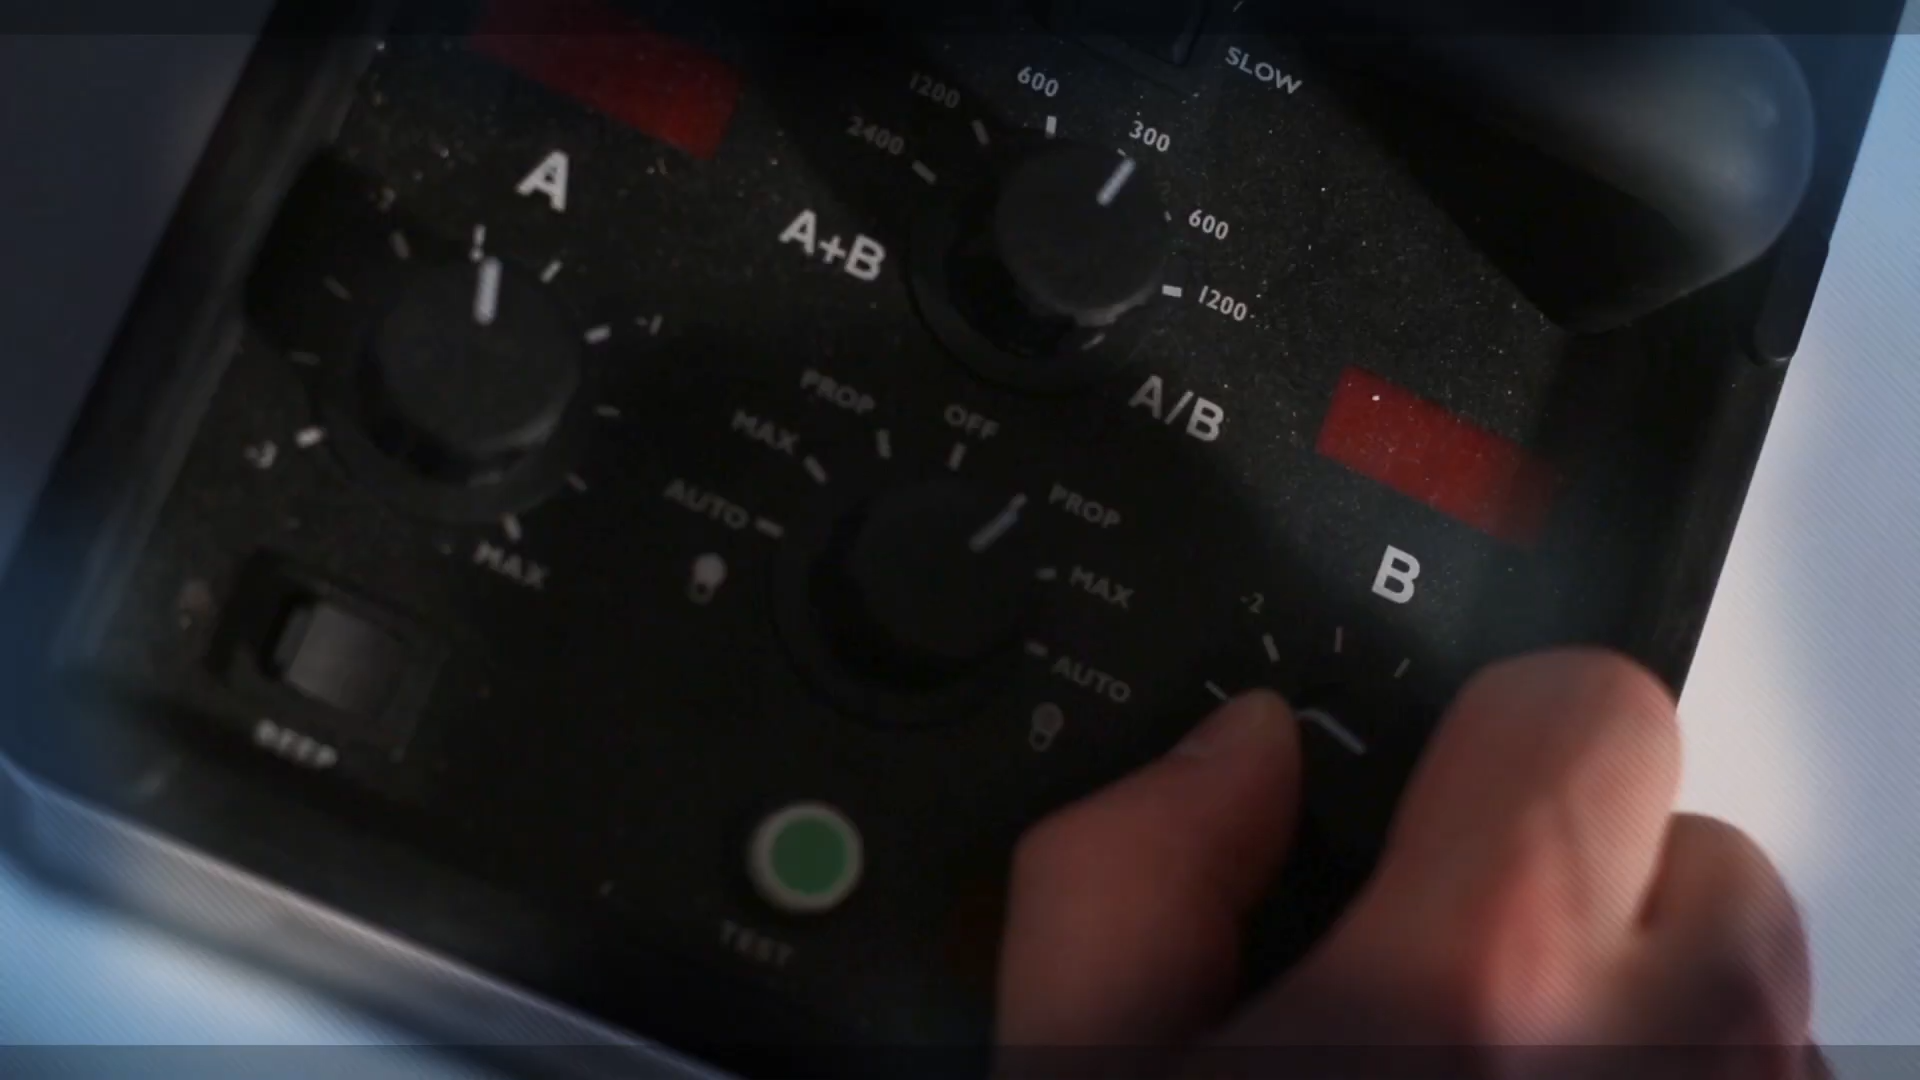 SLOW
600
1200
300
2400
A
600
A+B
1200
-1
PROP
A/B
OFF
MAX
-3
AUTO
PROP
B
MAX
MAX
-2
AUTO
BEEP
TEST